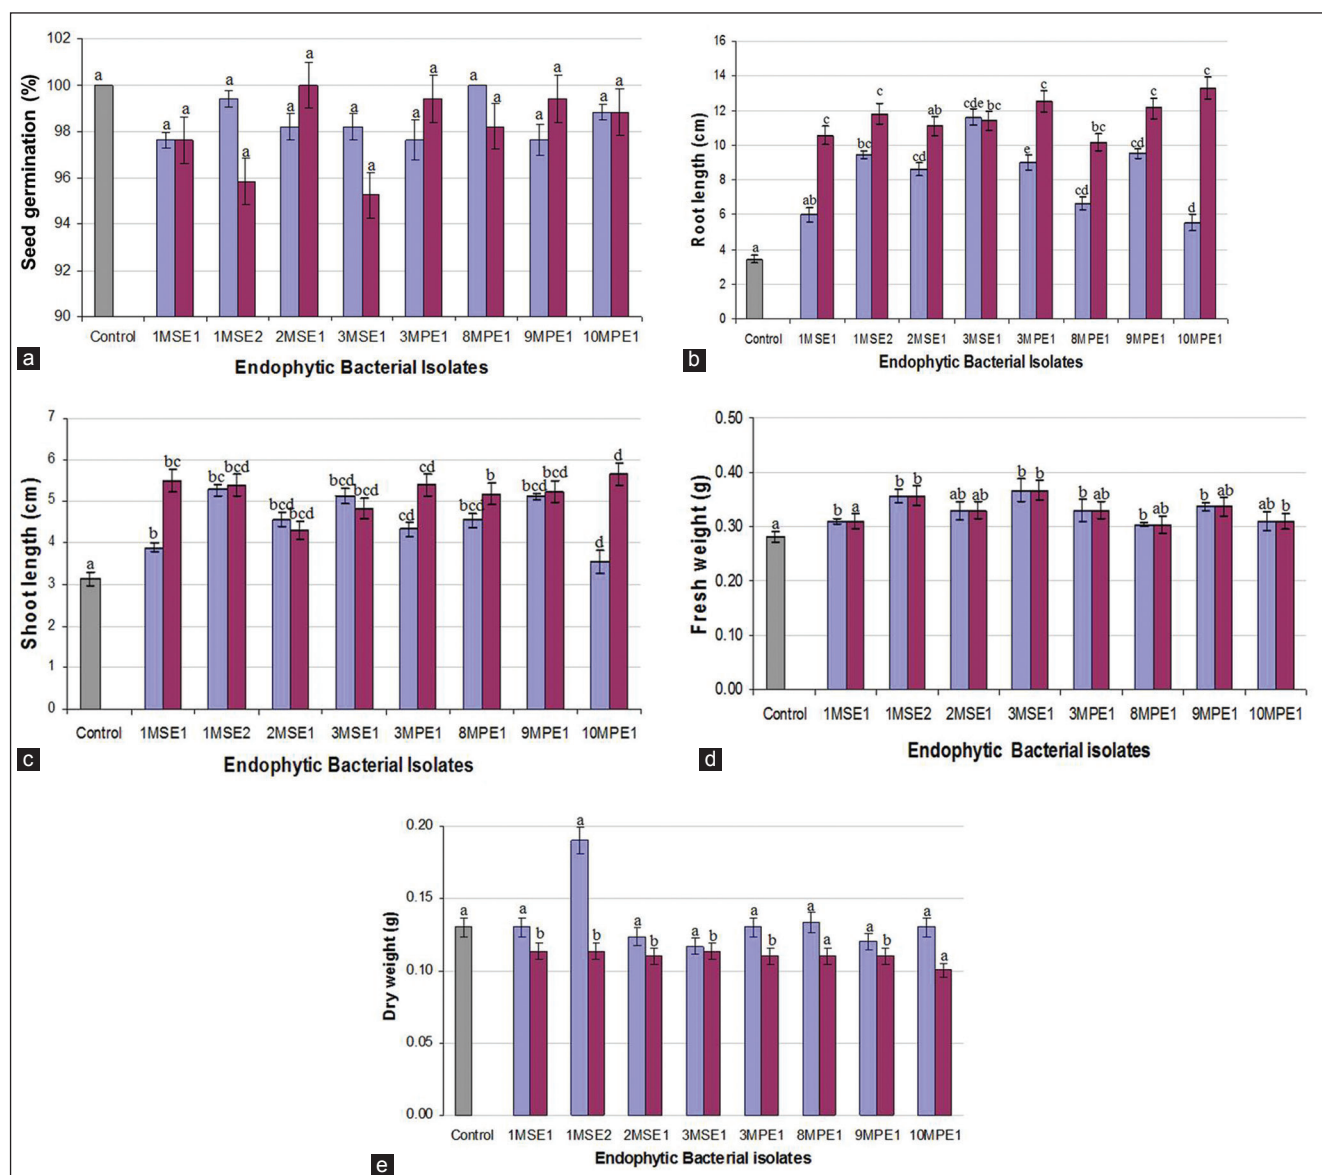 102
100
98
96
94
92
90
Seed germination (%)
a a a a a a a a a a a a a a a a a
Control 1MSE1 1MSE2 2MSE1 3MSE1 3MPE1 8MPE1 9MPE1 10MPE1
Endophytic Bacterial Isolates
a
16
14
12
10
8
6
4
2
0
Root length (cm)
a ab c bc c cd ab cde bc e c cd bc cd c d c
Control 1MSE1 1MSE2 2MSE1 3MSE1 3MPE1 8MPE1 9MPE1 10MPE1
Endophytic Bacterial Isolates
b
7
6
5
4
3
2
1
0
Shoot length (cm)
a b bc bc bcd bcd bcd bcd bcd cd cd bcd b bcd bcd d d
Control 1MSE1 1MSE2 2MSE1 3MSE1 3MPE1 8MPE1 9MPE1 10MPE1
Endophytic Bacterial Isolates
c
0.50
0.40
0.30
0.20
0.10
0.00
Fresh weight (g)
a b a b b ab ab b b b ab b ab b ab ab b
Control 1MSE1 1MSE2 2MSE1 3MSE1 3MPE1 8MPE1 9MPE1 10MPE1
Endophytic Bacterial isolates
d
0.20
0.15
0.10
0.05
0.00
Dry weight (g)
a a b a b a b a b a b a a a b a a
Control 1MSE1 1MSE2 2MSE1 3MSE1 3MPE1 8MPE1 9MPE1 10MPE1
Endophytic Bacterial isolates
e